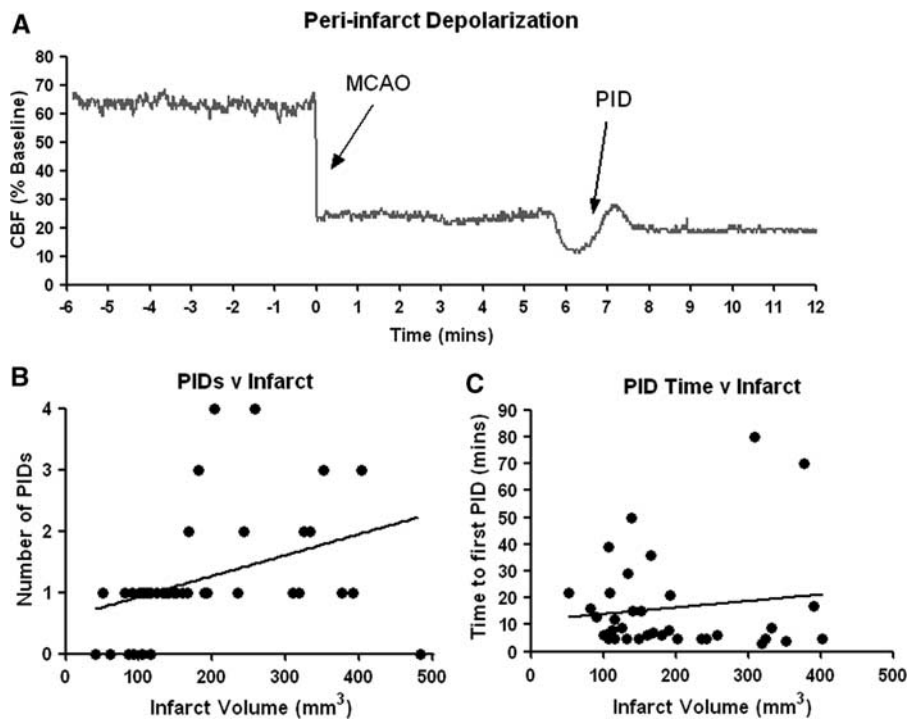 A
Peri-infarct Depolarization
CBF (% Baseline)
80
70
60
50
40
30
20
10
0
MCAO
PID
-6 -5 -4 -3 -2 -1 0 1 2 3 4 5 6 7 8 9 10 11 12
Time (mins)
B
PIDs v Infarct
Number of PIDs
4
3
2
1
0
0 100 200 300 400 500
Infarct Volume (mm³)
C
PID Time v Infarct
Time to first PID (mins)
90
80
70
60
50
40
30
20
10
0
0 100 200 300 400 500
Infarct Volume (mm³)